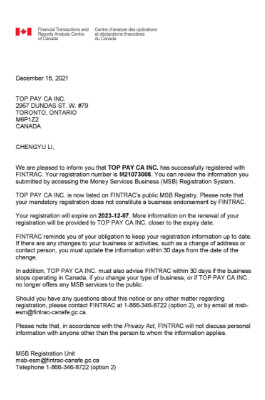 Financial Transactions and
Reports Analysis Centre
of Canada
Centre d'analyse des opérations
et déclarations financières
du Canada
December 15, 2021
TOP PAY CA INC.
2967 DUNDAS ST. W. #79
TORONTO, ONTARIO
M6P1Z2
CANADA
CHENGYU LI,
We are pleased to inform you that TOP PAY CA INC. has successfully registered with
FINTRAC. Your registration number is M21073008. You can review the information you
submitted by accessing the Money Services Business (MSB) Registration System.
TOP PAY CA INC. is now listed on FINTRAC's public MSB Registry. Please note that
your mandatory registration does not constitute a business endorsement by FINTRAC.
Your registration will expire on 2023-12-07. More information on the renewal of your
registration will be provided to TOP PAY CA INC. closer to the expiry date.
FINTRAC reminds you of your obligation to keep your registration information up to date.
If there are any changes to your business or activities, such as a change of address or
contact person, you must update the information within 30 days from the date of the
change.
In addition, TOP PAY CA INC. must also advise FINTRAC within 30 days if the business
stops operating in Canada, if you change your type of business, or if TOP PAY CA INC.
no longer offers any MSB services to the public.
Should you have any questions about this notice or any other matter regarding
registration, please contact FINTRAC at 1-866-346-8722 (option 2), or by email at msb-
esm@fintrac-canafe.gc.ca.
Please note that, in accordance with the Privacy Act, FINTRAC will not discuss personal
information with anyone other than the person to whom the information applies.
MSB Registration Unit
msb-esm@fintrac-canafe.gc.ca
Telephone 1-866-346-8722 (option 2)